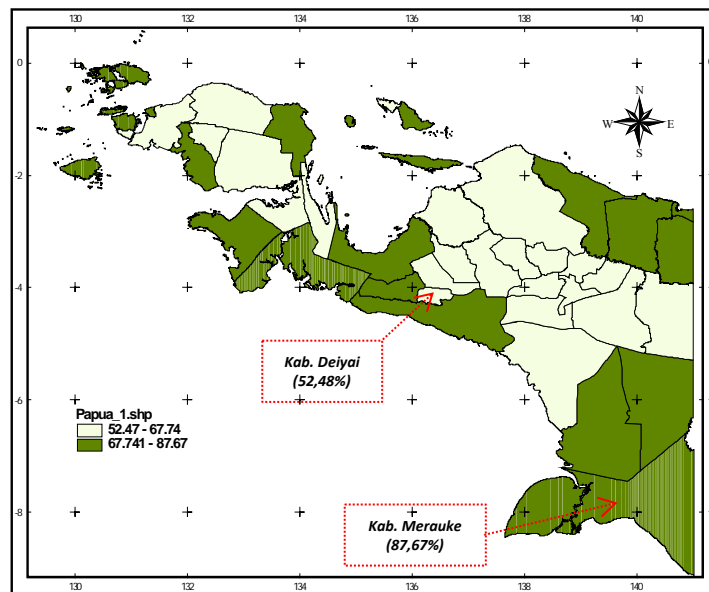 130 132 134 136 138 140
0 0
N
W E
S
-2
-4
Kab. Deiyai
(52,48%)
-6
Papua_1.shp
52.47 - 67.74
67.741 - 87.67
-8
Kab. Merauke
(87,67%)
130 132 134 136 138 140